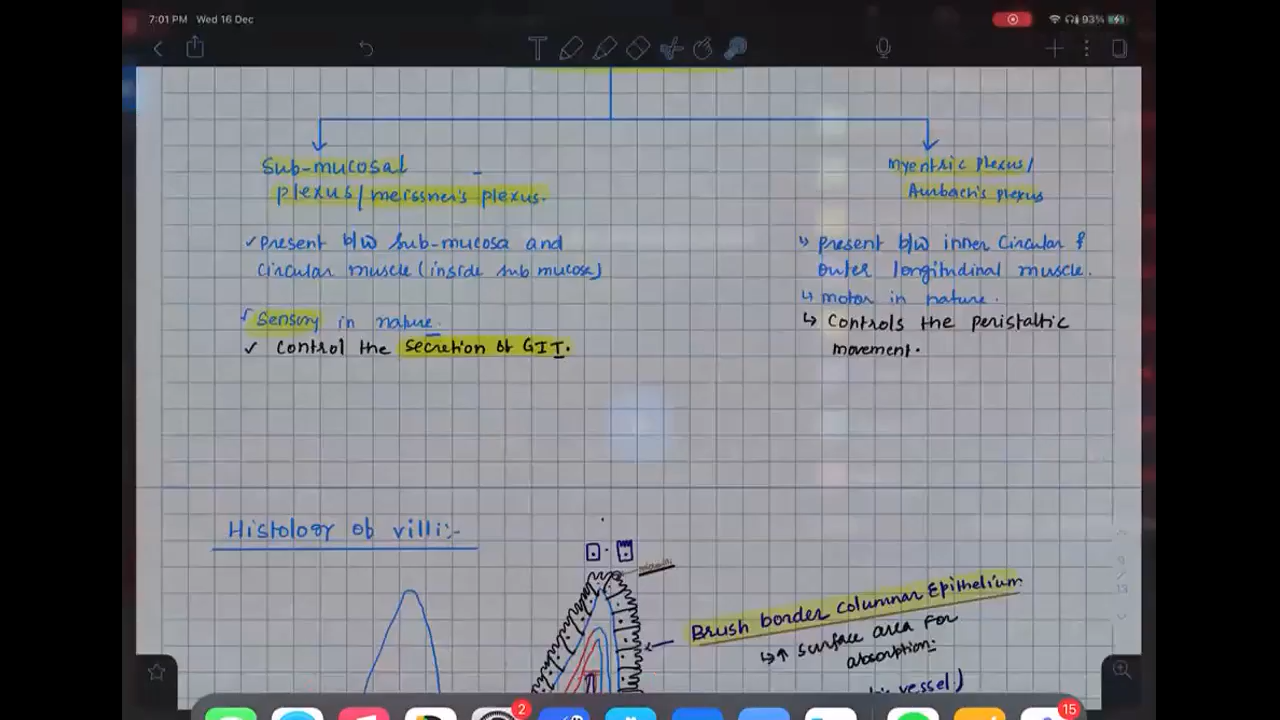 7:01 PM Wed 16 Dec
93%
Sub-mucosal
plexus/meissner's plexus.
✓ Present b/w Sub-mucosa and
circular muscle (inside sub mucosa)
✓ Sensory in nature.
✓ Control the secretion of GIT.
myentric plexus/
Aurbach's plexus
↳ present b/w inner circular &
outer longitudinal muscle.
↳ motor in nature.
↳ Controls the peristaltic
movement.
Histology of villi:-
Brush border columnar Epithelium
↳ ↑ surface area for
absorption:
vessel)
2
15